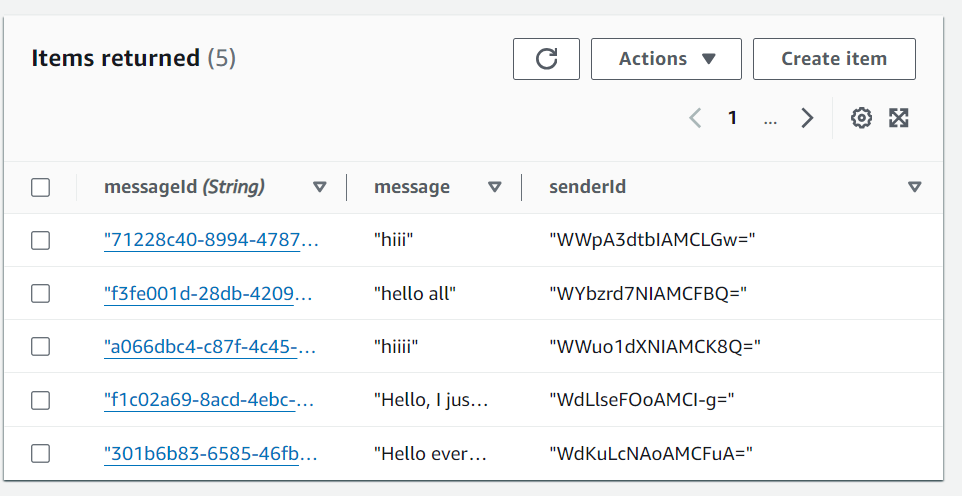 Items returned (5)
Actions
Create item
1 ...
messageId (String) message senderId
"71228c40-8994-4787... "hiii" "WWpA3dtbIAMCLGw="
"f3fe001d-28db-4209... "hello all" "WYbzrd7NIAMCFBQ="
"a066dbc4-c87f-4c45-... "hiiii" "WWuo1dXNIAMCK8Q="
"f1c02a69-8acd-4ebc-... "Hello, I jus... "WdLlseFOoAMCI-g="
"301b6b83-6585-46fb... "Hello ever... "WdKuLcNAoAMCFuA="